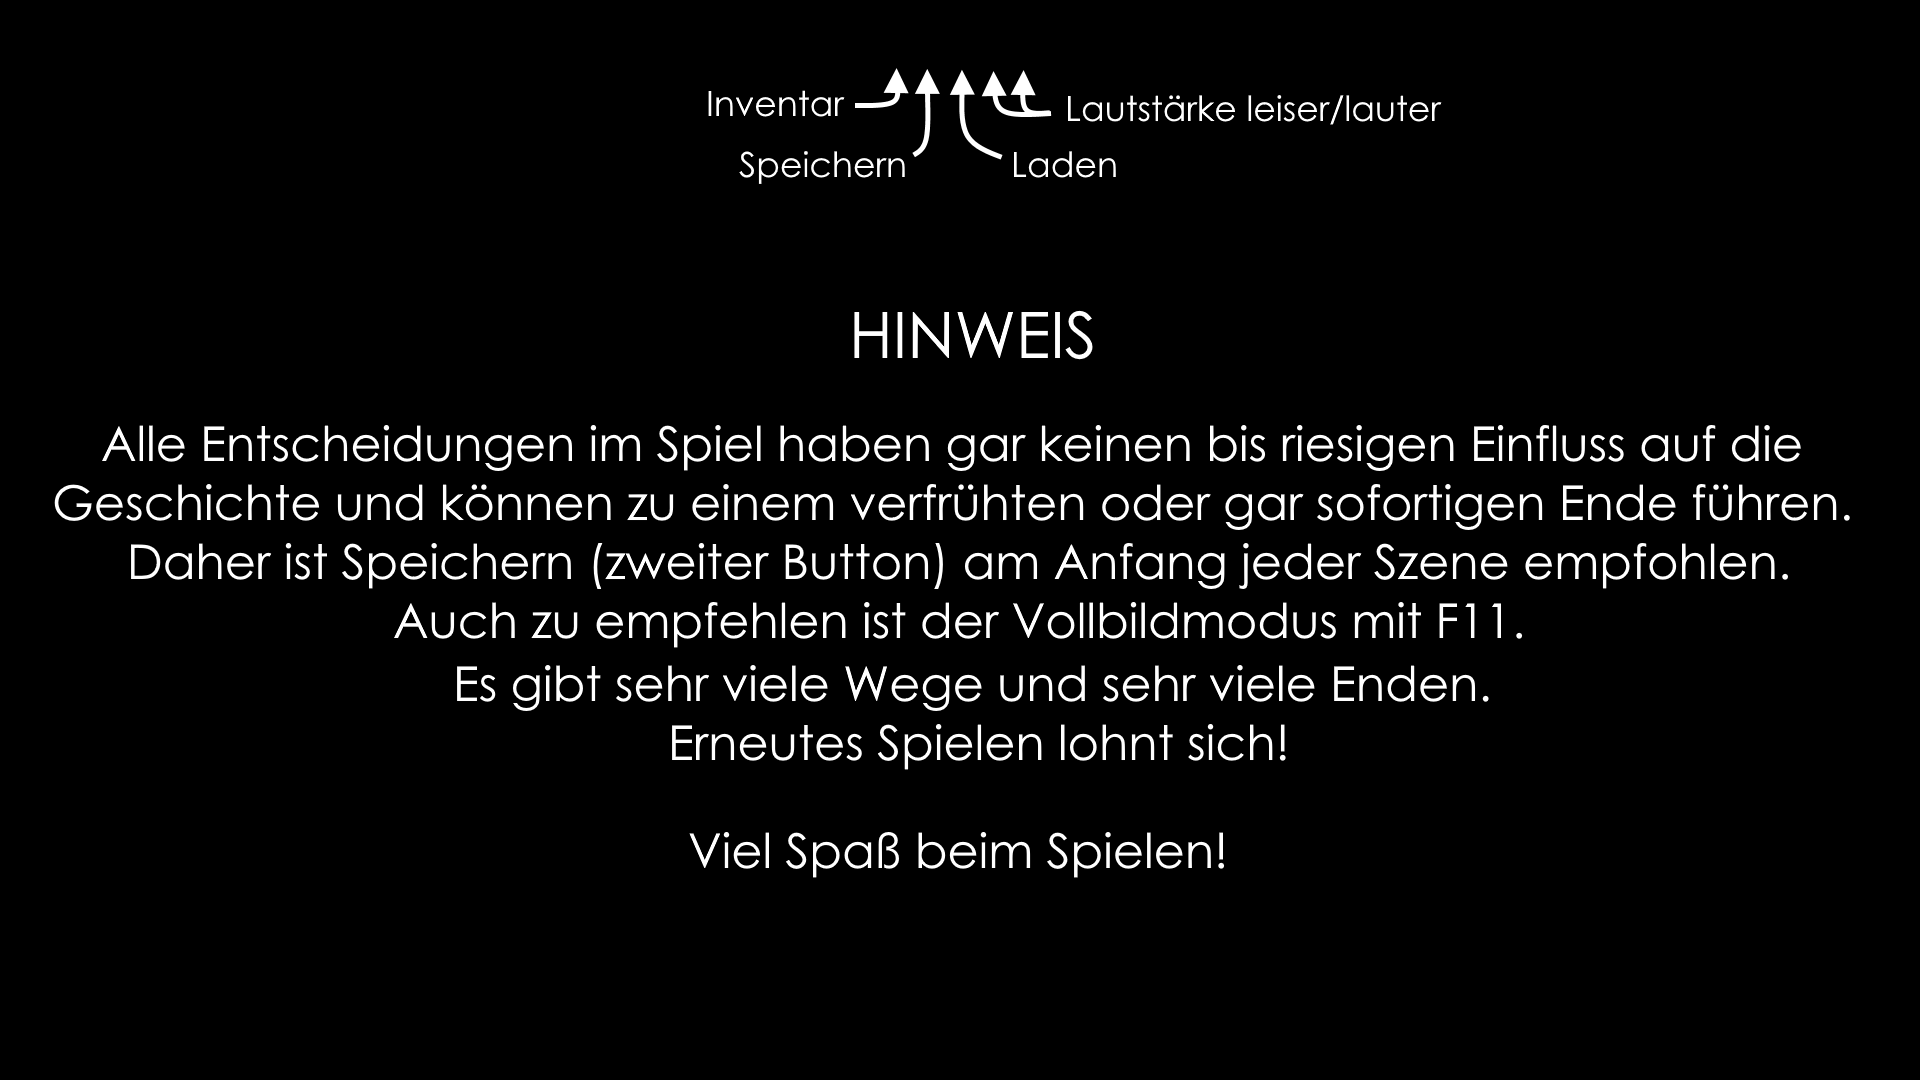 Inventar
Lautstärke leiser/lauter
Speichern
Laden
HINWEIS
Alle Entscheidungen im Spiel haben gar keinen bis riesigen Einfluss auf die
Geschichte und können zu einem verfrühten oder gar sofortigen Ende führen.
Daher ist Speichern (zweiter Button) am Anfang jeder Szene empfohlen.
Auch zu empfehlen ist der Vollbildmodus mit F11.
Es gibt sehr viele Wege und sehr viele Enden.
Erneutes Spielen lohnt sich!
Viel Spaß beim Spielen!